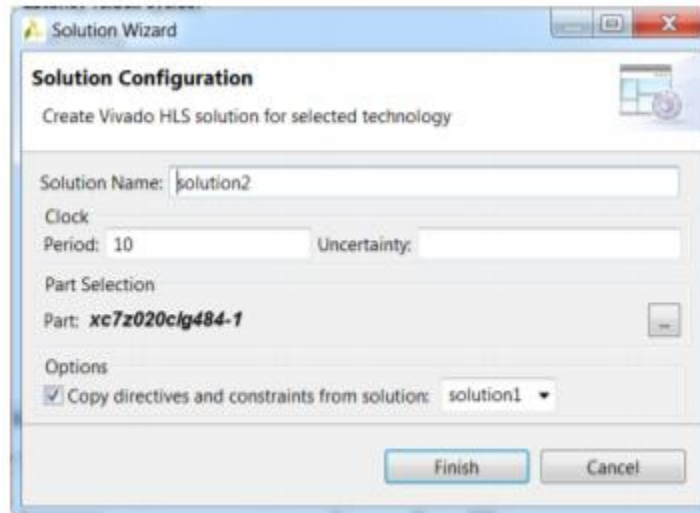 Solution Wizard
Solution Configuration
Create Vivado HLS solution for selected technology
Solution Name: solution2
Clock
Period: 10 Uncertainty:
Part Selection
Part: xc7z020clg484-1
...
Options
Copy directives and constraints from solution: solution1
Finish Cancel